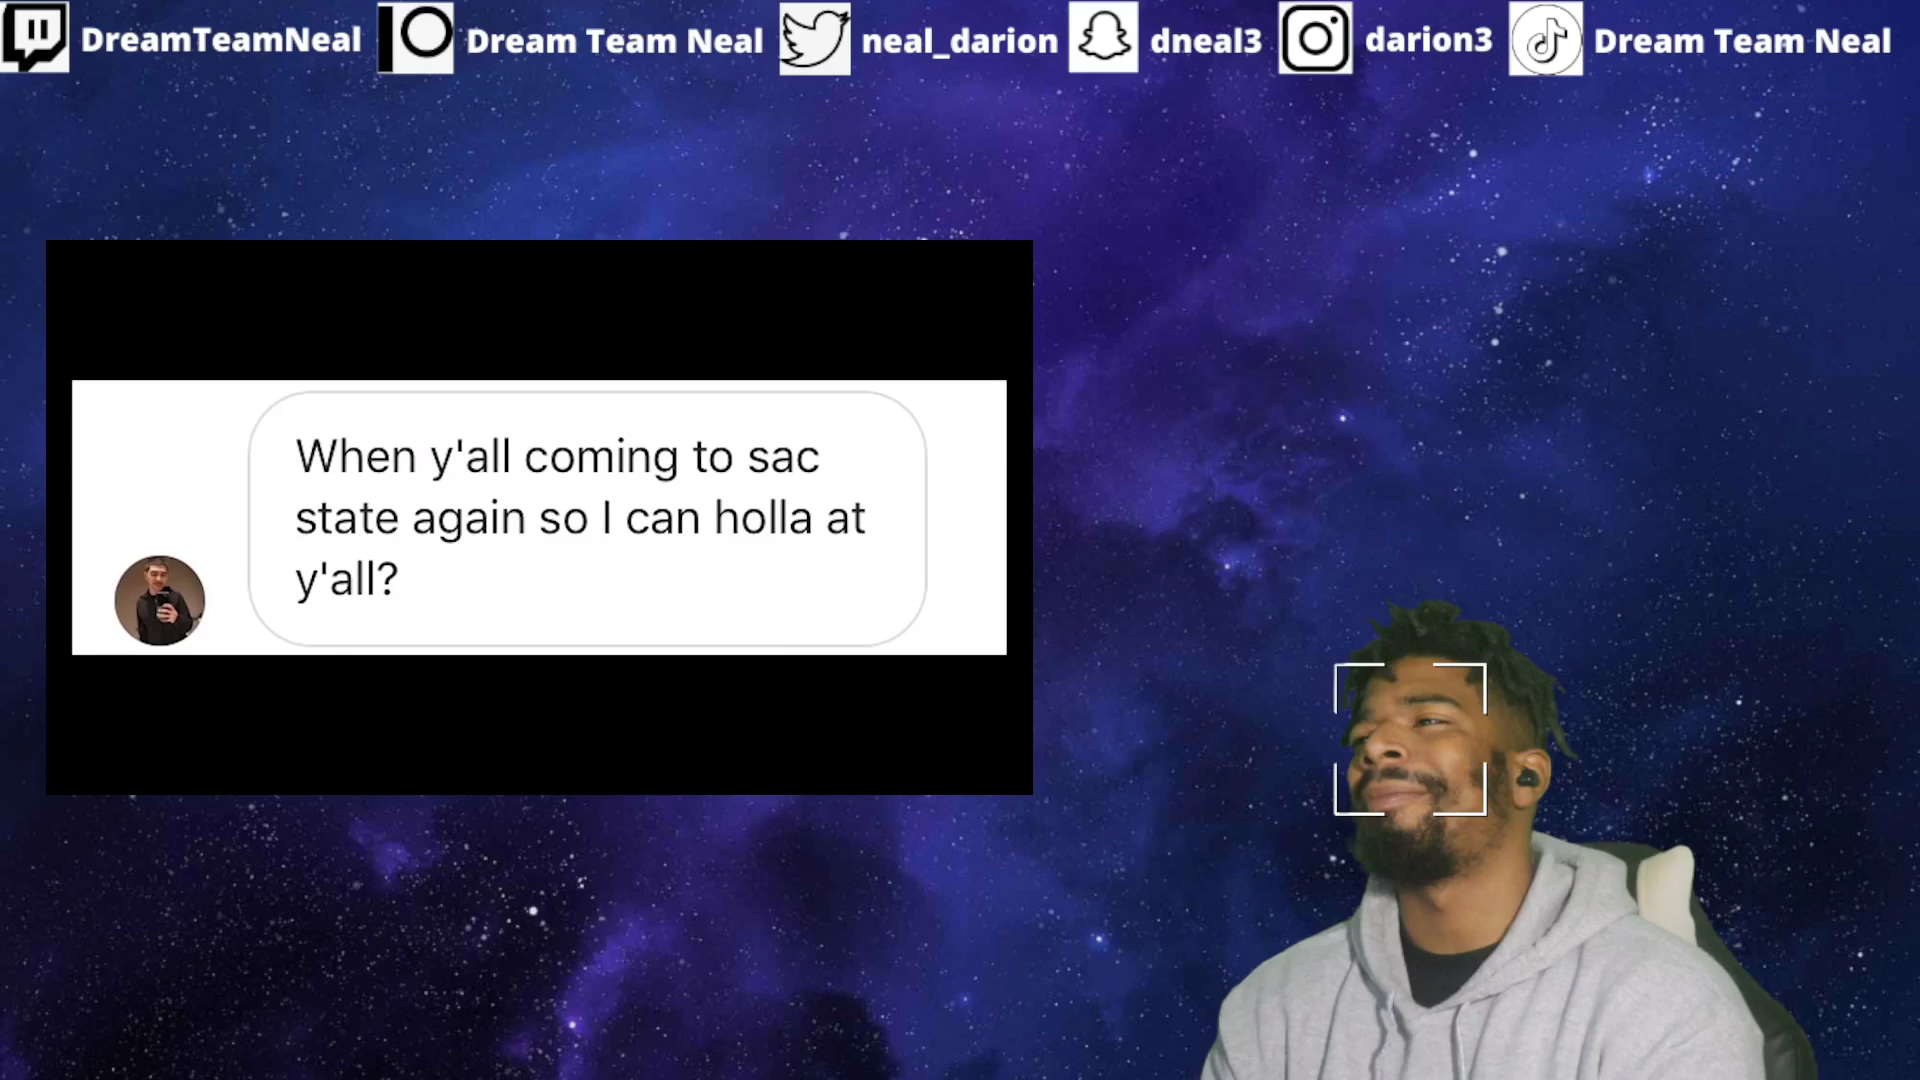 DreamTeamNeal Dream Team Neal neal_darion dneal3 darion3 Dream Team Neal
When y'all coming to sac
state again so I can holla at
y'all?